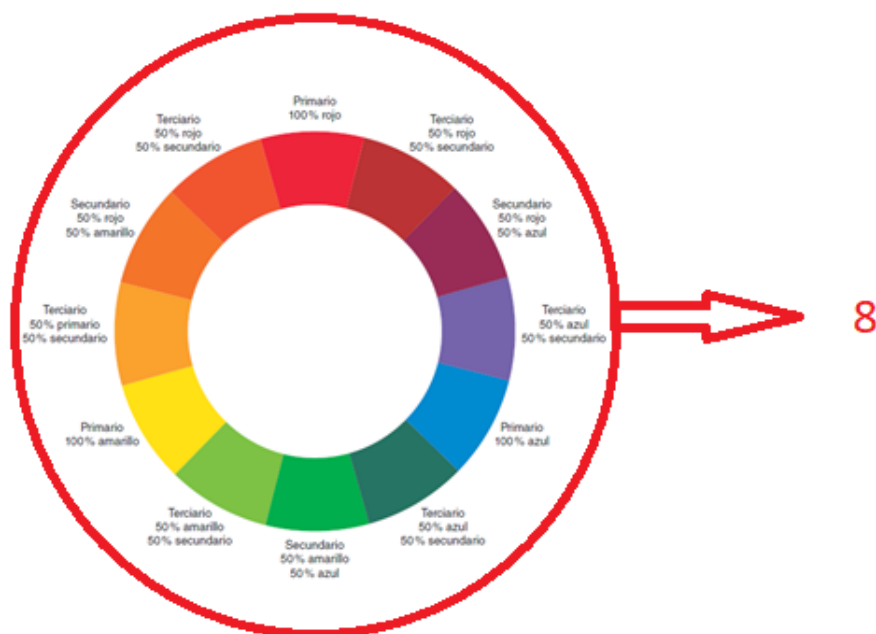 Primario
100% rojo
Terciario
50% rojo
50% secundario
Terciario
50% rojo
50% secundario
Secundario
50% rojo
50% amarillo
Secundario
50% rojo
50% azul
Terciario
50% primario
50% secundario
Terciario
50% azul
50% secundario
8
Primario
100% amarillo
Primario
100% azul
Terciario
50% amarillo
50% secundario
Terciario
50% azul
50% secundario
Secundario
50% amarillo
50% azul